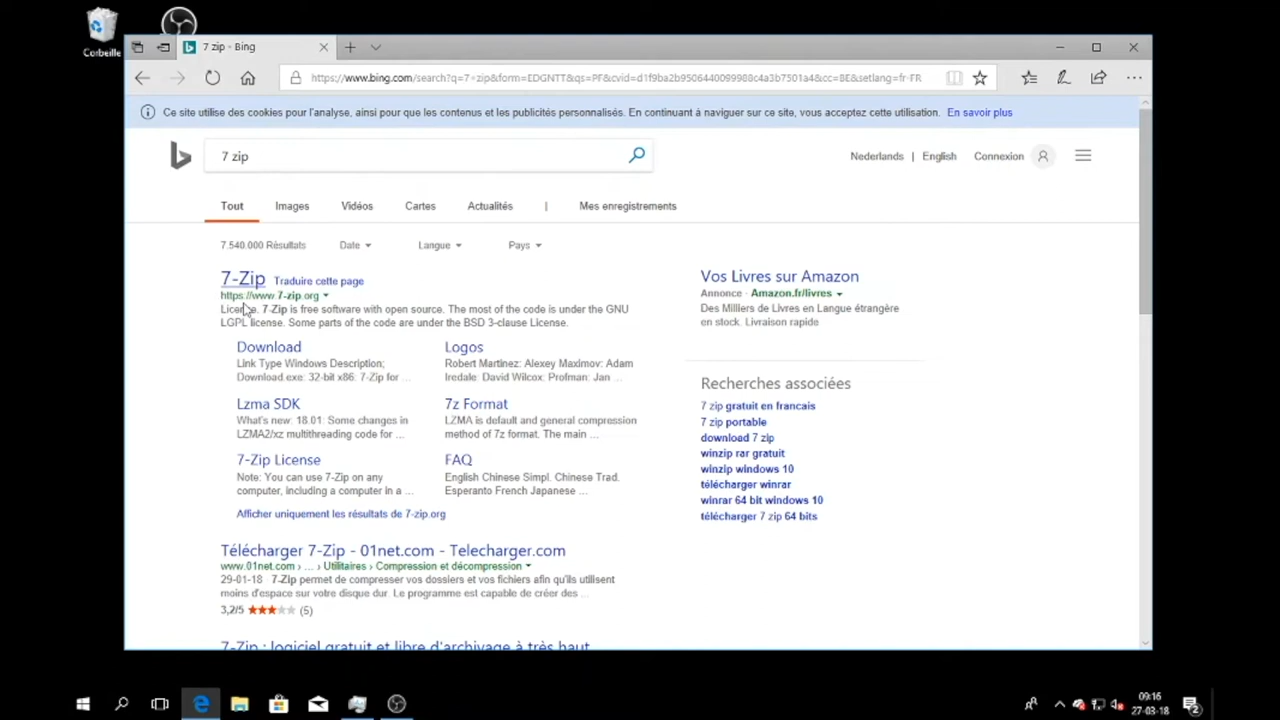 Corbeille
7 zip - Bing
https://www.bing.com/search?q=7+zip&form=EDGNTT&qs=PF&cvid=d1f9ba2b9506440099988c4a3b7501a4&cc=BE&setlang=fr-FR
Ce site utilise des cookies pour l'analyse, ainsi que pour les contenus et les publicités personnalisés. En continuant à naviguer sur ce site, vous acceptez cette utilisation. En savoir plus
7 zip
Nederlands | English Connexion
Tout Images Vidéos Cartes Actualités | Mes enregistrements
7.540.000 Résultats Date Langue Pays
7-Zip Traduire cette page
https://www.7-zip.org
License. 7-Zip is free software with open source. The most of the code is under the GNU
LGPL license. Some parts of the code are under the BSD 3-clause License.
Download
Link Type Windows Description;
Download.exe: 32-bit x86: 7-Zip for ...
Logos
Robert Martinez: Alexey Maximov: Adam
Iredale: David Wilcox: Profman: Jan ...
Lzma SDK
What's new: 18.01: Some changes in
LZMA2/xz multithreading code for ...
7z Format
LZMA is default and general compression
method of 7z format. The main ...
7-Zip License
Note: You can use 7-Zip on any
computer, including a computer in a ...
FAQ
English Chinese Simpl. Chinese Trad.
Esperanto French Japanese ...
Afficher uniquement les résultats de 7-zip.org
Télécharger 7-Zip - 01net.com - Telecharger.com
www.01net.com › ... › Utilitaires › Compression et décompression
29-01-18 7-Zip permet de compresser vos dossiers et vos fichiers afin qu'ils utilisent
moins d'espace sur votre disque dur. Le programme est capable de créer des ...
3,2/5 (5)
7-Zip : logiciel gratuit et libre d'archivage à très haut
Vos Livres sur Amazon
Annonce · Amazon.fr/livres
Des Milliers de Livres en Langue étrangère
en stock. Livraison rapide
Recherches associées
7 zip gratuit en francais
7 zip portable
download 7 zip
winzip rar gratuit
winzip windows 10
télécharger winrar
winrar 64 bit windows 10
télécharger 7 zip 64 bits
09:16
27-03-18
2